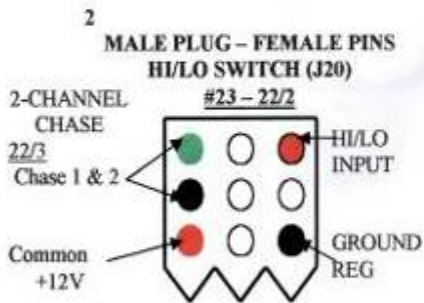 2
MALE PLUG – FEMALE PINS
HI/LO SWITCH (J20)
#23 – 22/2
2-CHANNEL
CHASE
22/3
Chase 1 & 2
Common
+12V
HI/LO
INPUT
GROUND
REG